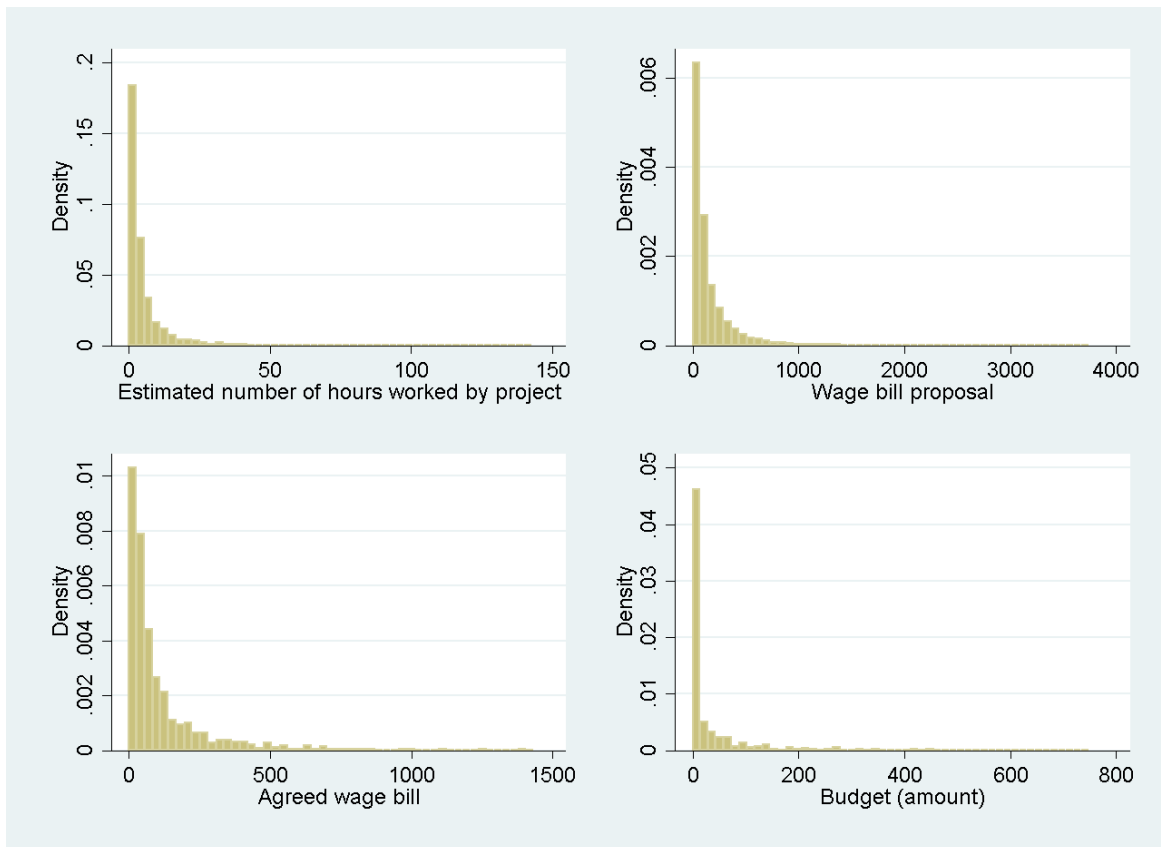 Density
.2
.15
.1
.05
0
0 50 100 150
Estimated number of hours worked by project
Density
.006
.004
.002
0
0 1000 2000 3000 4000
Wage bill proposal
Density
.01
.008
.006
.004
.002
0
0 500 1000 1500
Agreed wage bill
Density
.05
.04
.03
.02
.01
0
0 200 400 600 800
Budget (amount)